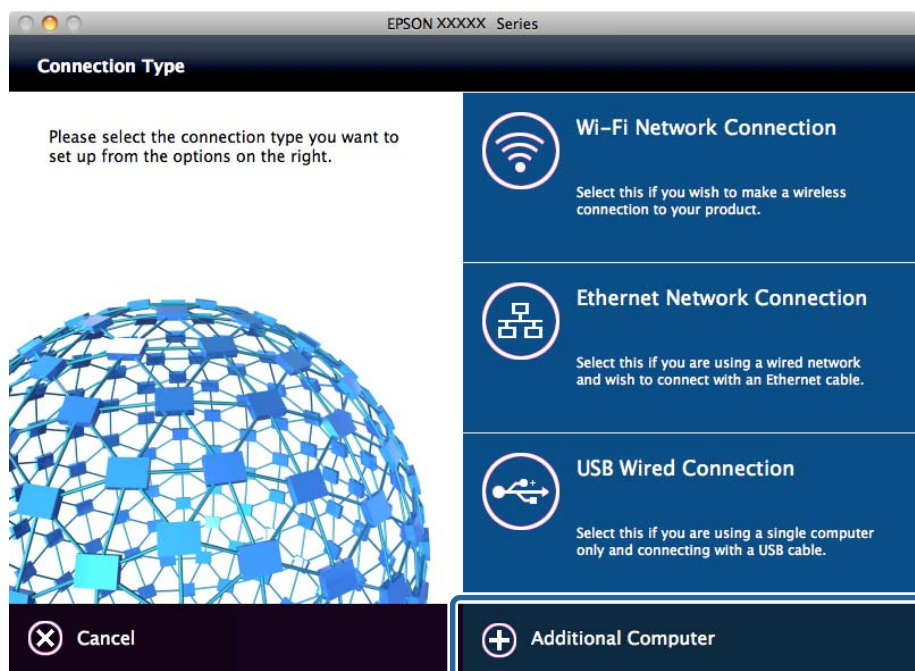 EPSON XXXXX Series
Connection Type
Please select the connection type you want to
set up from the options on the right.
Wi-Fi Network Connection
Select this if you wish to make a wireless
connection to your product.
Ethernet Network Connection
Select this if you are using a wired network
and wish to connect with an Ethernet cable.
USB Wired Connection
Select this if you are using a single computer
only and connecting with a USB cable.
Cancel
Additional Computer